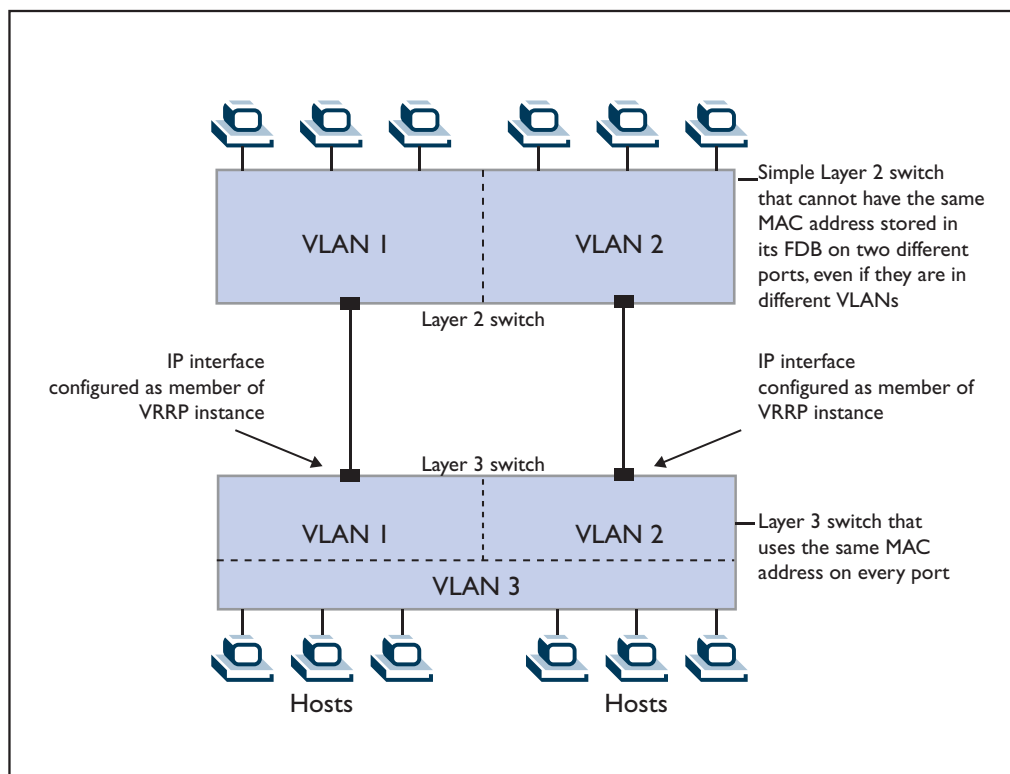 VLAN 1
VLAN 2
Simple Layer 2 switch
that cannot have the same
MAC address stored in
its FDB on two different
ports, even if they are in
different VLANs
Layer 2 switch
IP interface
configured as member of
VRRP instance
IP interface
configured as member of
VRRP instance
Layer 3 switch
VLAN 1
VLAN 2
VLAN 3
Layer 3 switch that
uses the same MAC
address on every port
Hosts
Hosts